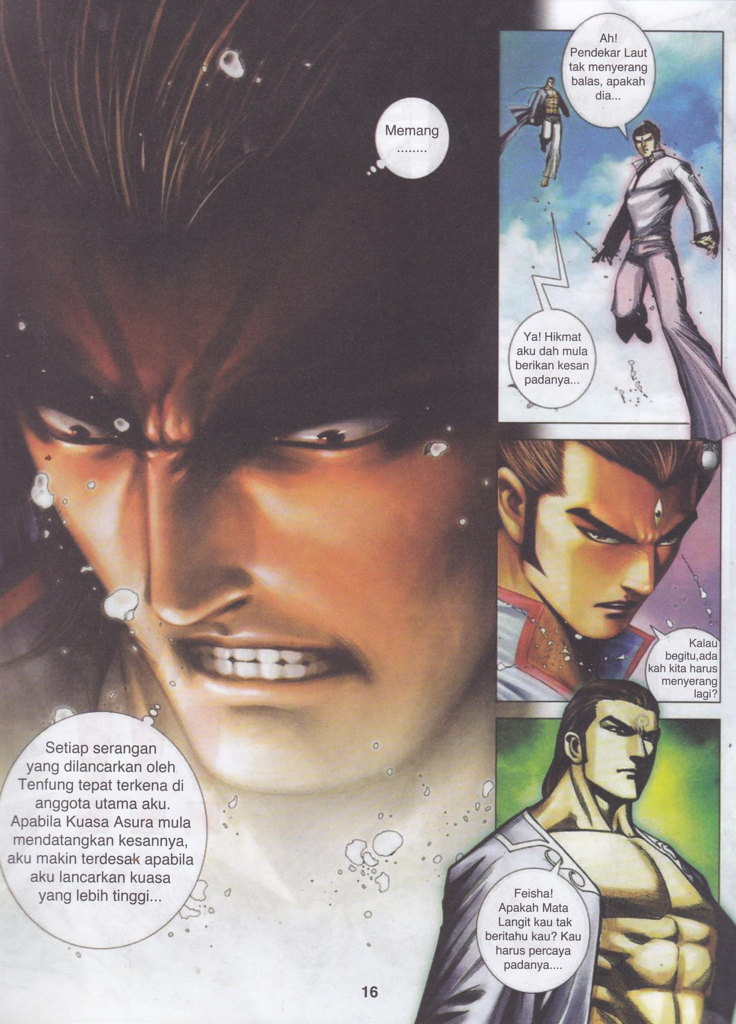 Memang
........
Setiap serangan
yang dilancarkan oleh
Tenfung tepat terkena di
anggota utama aku.
Apabila Kuasa Asura mula
mendatangkan kesannya,
aku makin terdesak apabila
aku lancarkan kuasa
yang lebih tinggi...
Ah!
Pendekar Laut
tak menyerang
balas, apakah
dia...
Ya! Hikmat
aku dah mula
berikan kesan
padanya...
Kalau
begitu,ada
kah kita harus
menyerang
lagi?
Feisha!
Apakah Mata
Langit kau tak
beritahu kau? Kau
harus percaya
padanya....
16